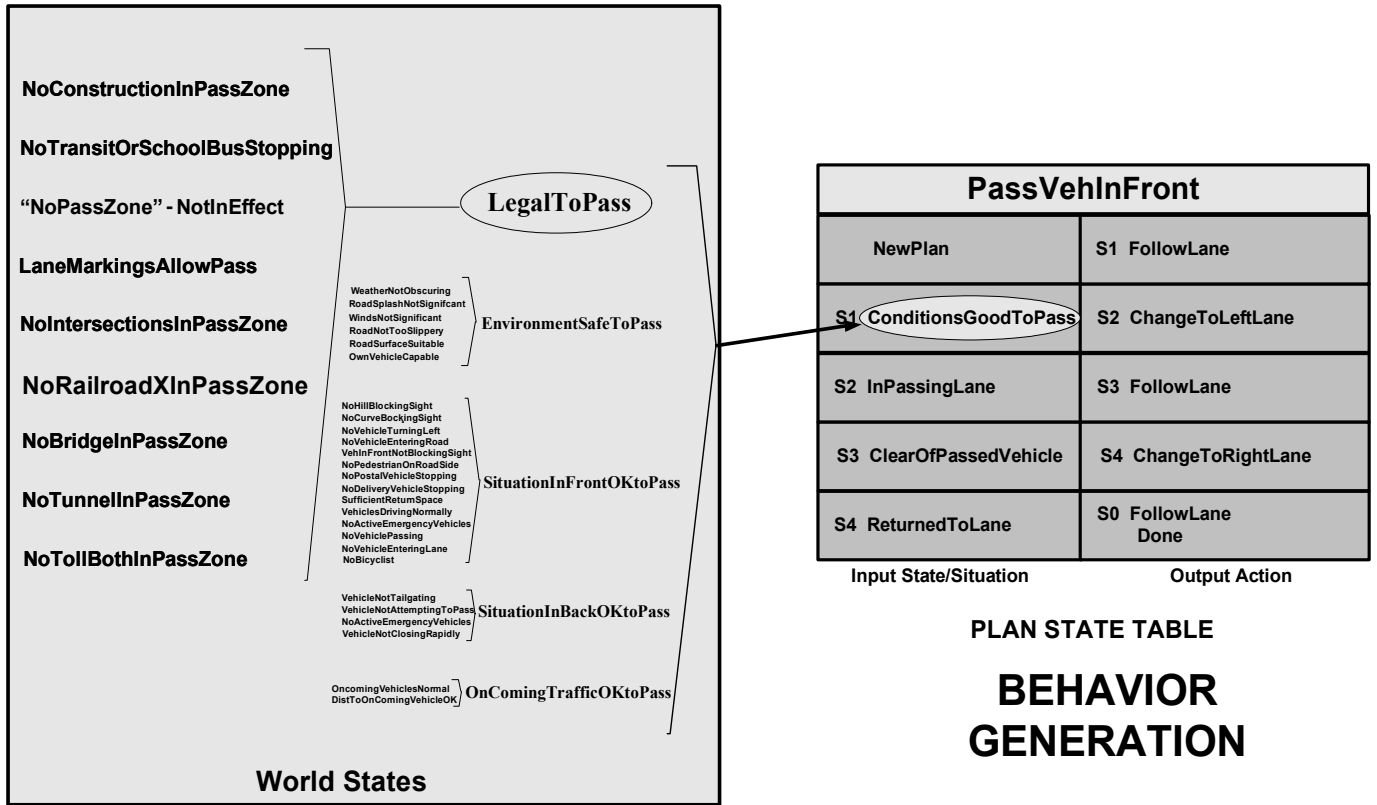 NoConstructionInPassZone
NoTransitOrSchoolBusStopping
“NoPassZone” - NotInEffect
LaneMarkingsAllowPass
NoIntersectionsInPassZone
NoRailroadXInPassZone
NoBridgeInPassZone
NoTunnelInPassZone
NoTollBothInPassZone
LegalToPass
WeatherNotObscuring
RoadSplashNotSignifcant
WindsNotSignificant
RoadNotTooSlippery
RoadSurfaceSuitable
OwnVehicleCapable
EnvironmentSafeToPass
NoHillBlockingSight
NoCurveBockingSight
NoVehicleTurningLeft
NoVehicleEnteringRoad
VehInFrontNotBlockingSight
NoPedestrianOnRoadSide
NoPostalVehicleStopping
NoDeliveryVehicleStopping
SufficientReturnSpace
VehiclesDrivingNormally
NoActiveEmergencyVehicles
NoVehiclePassing
NoVehicleEnteringLane
NoBicyclist
SituationInFrontOKtoPass
VehicleNotTailgating
VehicleNotAttemptingToPass
NoActiveEmergencyVehicles
VehicleNotClosingRapidly
SituationInBackOKtoPass
OncomingVehiclesNormal
DistToOnComingVehicleOK
OnComingTrafficOKtoPass
World States
PassVehInFront
NewPlan
S1 FollowLane
S1 ConditionsGoodToPass
S2 ChangeToLeftLane
S2 InPassingLane
S3 FollowLane
S3 ClearOfPassedVehicle
S4 ChangeToRightLane
S4 ReturnedToLane
S0 FollowLane
Done
Input State/Situation
Output Action
PLAN STATE TABLE
BEHAVIOR
GENERATION